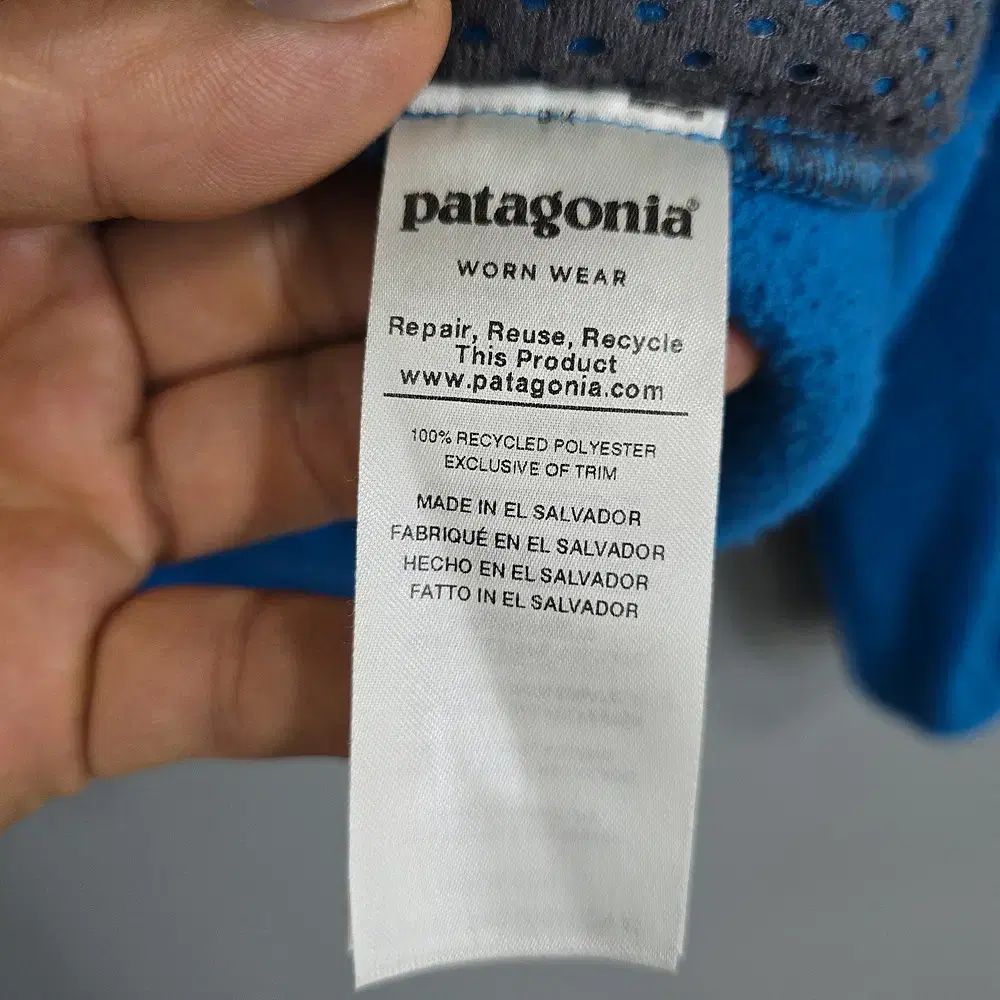 patagonia®
WORN WEAR
Repair, Reuse, Recycle
This Product
www.patagonia.com
100% RECYCLED POLYESTER
EXCLUSIVE OF TRIM
MADE IN EL SALVADOR
FABRIQUÉ EN EL SALVADOR
HECHO EN EL SALVADOR
FATTO IN EL SALVADOR